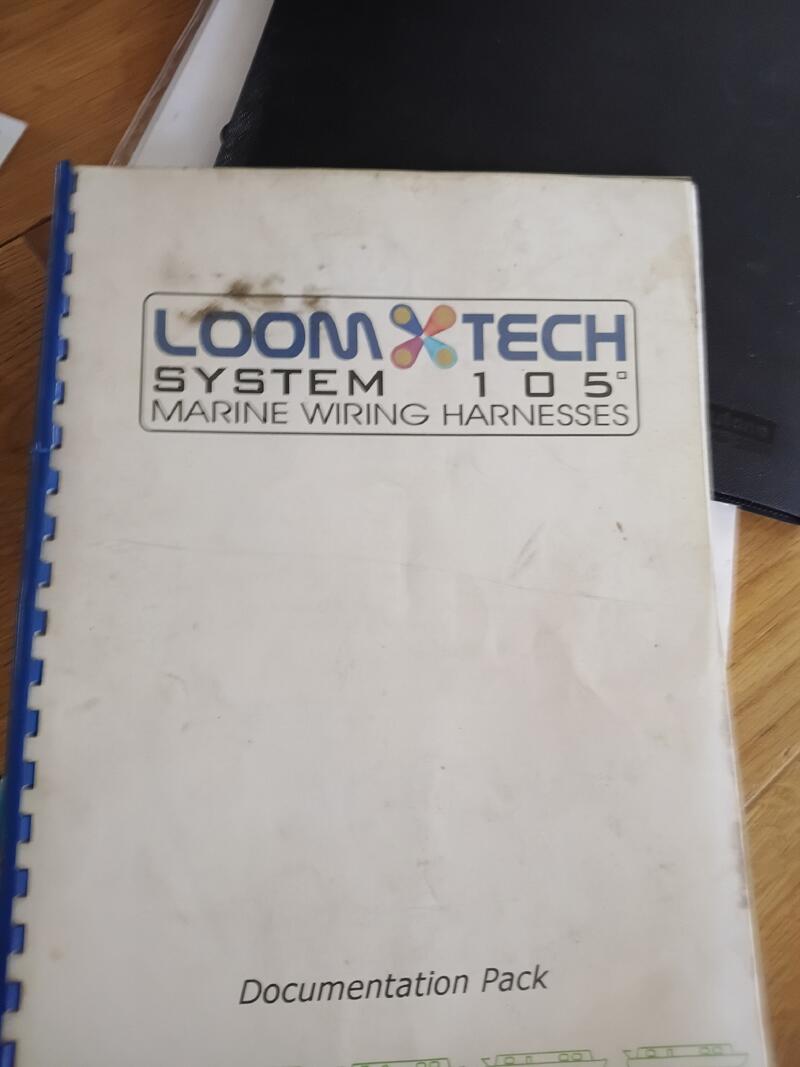 LOOM TECH
SYSTEM 105°
MARINE WIRING HARNESSES
Documentation Pack